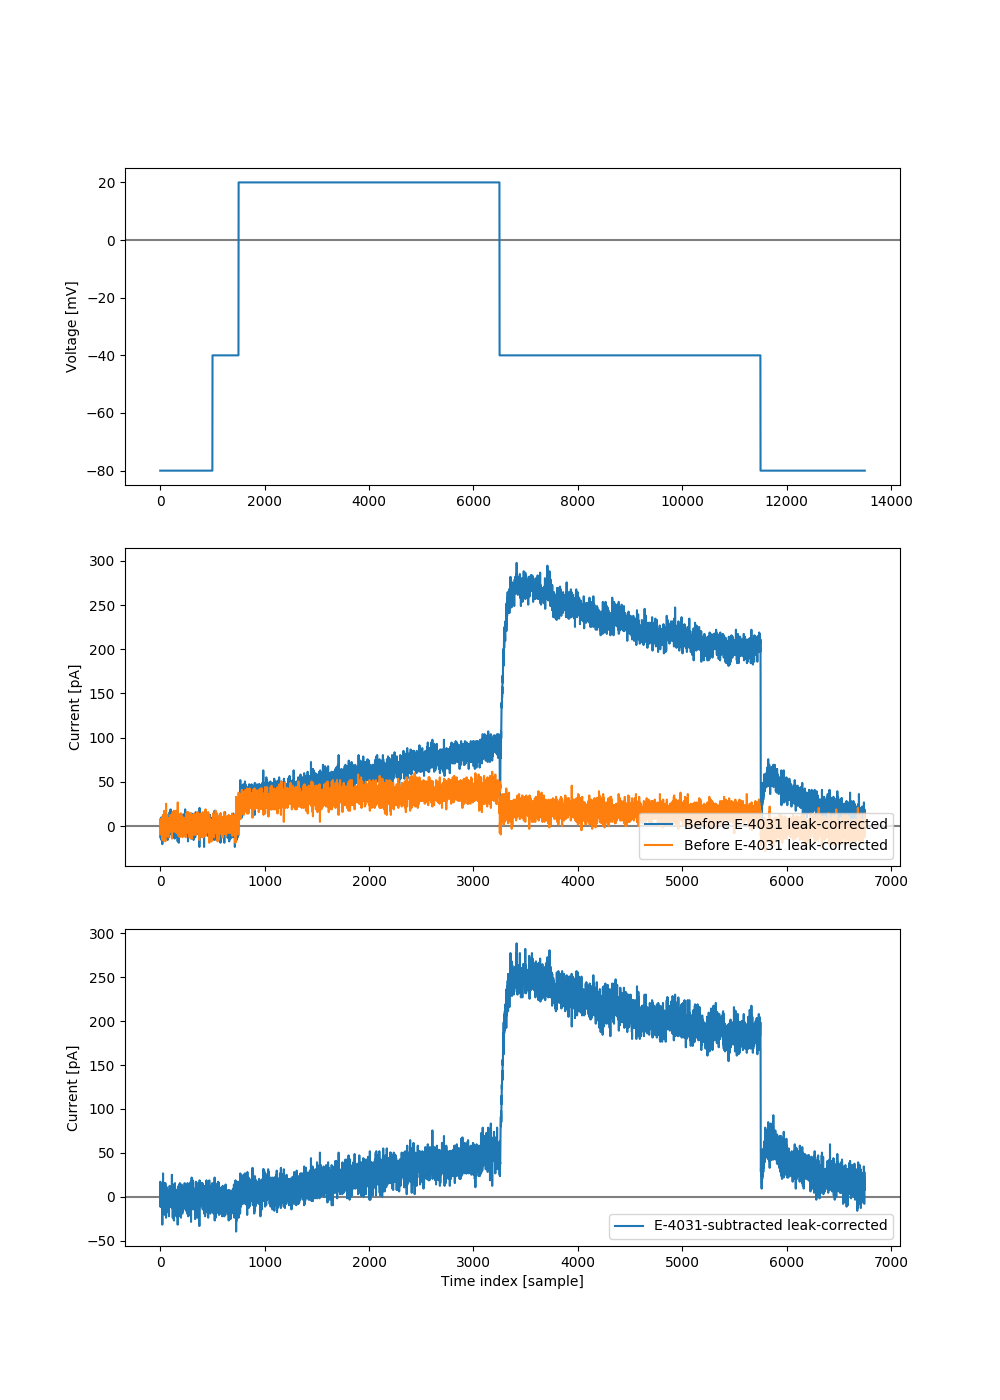 20
0
−20
−40
−60
−80
Voltage [mV]
0 2000 4000 6000 8000 10000 12000 14000
300
250
200
150
100
50
0
Current [pA]
Before E-4031 leak-corrected
Before E-4031 leak-corrected
0 1000 2000 3000 4000 5000 6000 7000
300
250
200
150
100
50
0
−50
Current [pA]
E-4031-subtracted leak-corrected
0 1000 2000 3000 4000 5000 6000 7000
Time index [sample]